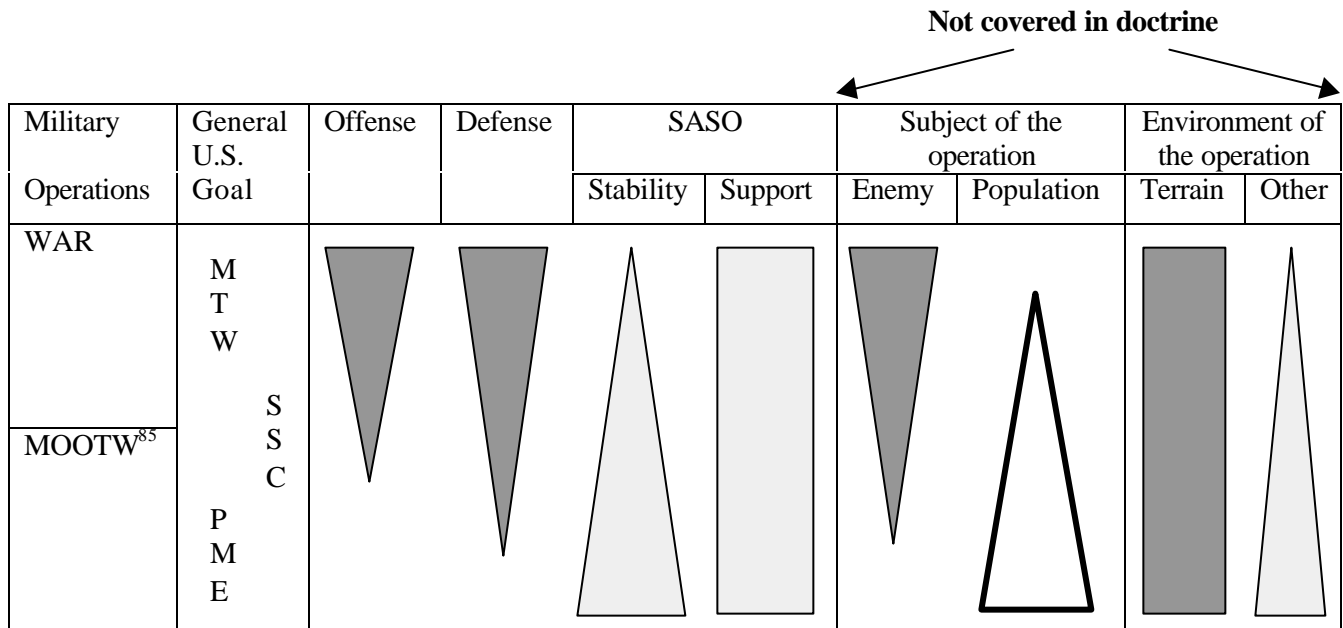 Not covered in doctrine
Military
Operations
General
U.S.
Goal
Offense
Defense
SASO
Stability
Support
Subject of the
operation
Enemy
Population
Environment of
the operation
Terrain
Other
WAR
MOOTW85
M
T
W
S
S
C
P
M
E